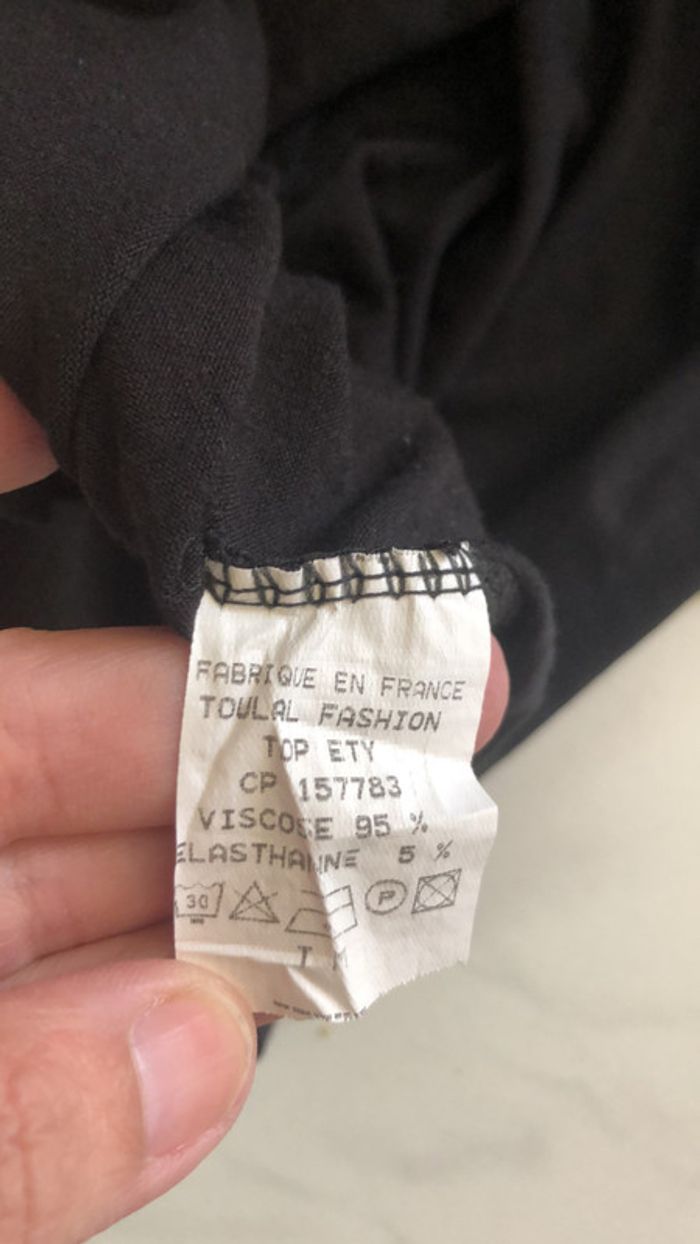 FABRIQUE EN FRANCE
TOULAL FASHION
TOP ETY
CP 157783
VISCOSE 95 %
ELASTHANNE 5 %
30 P
T M